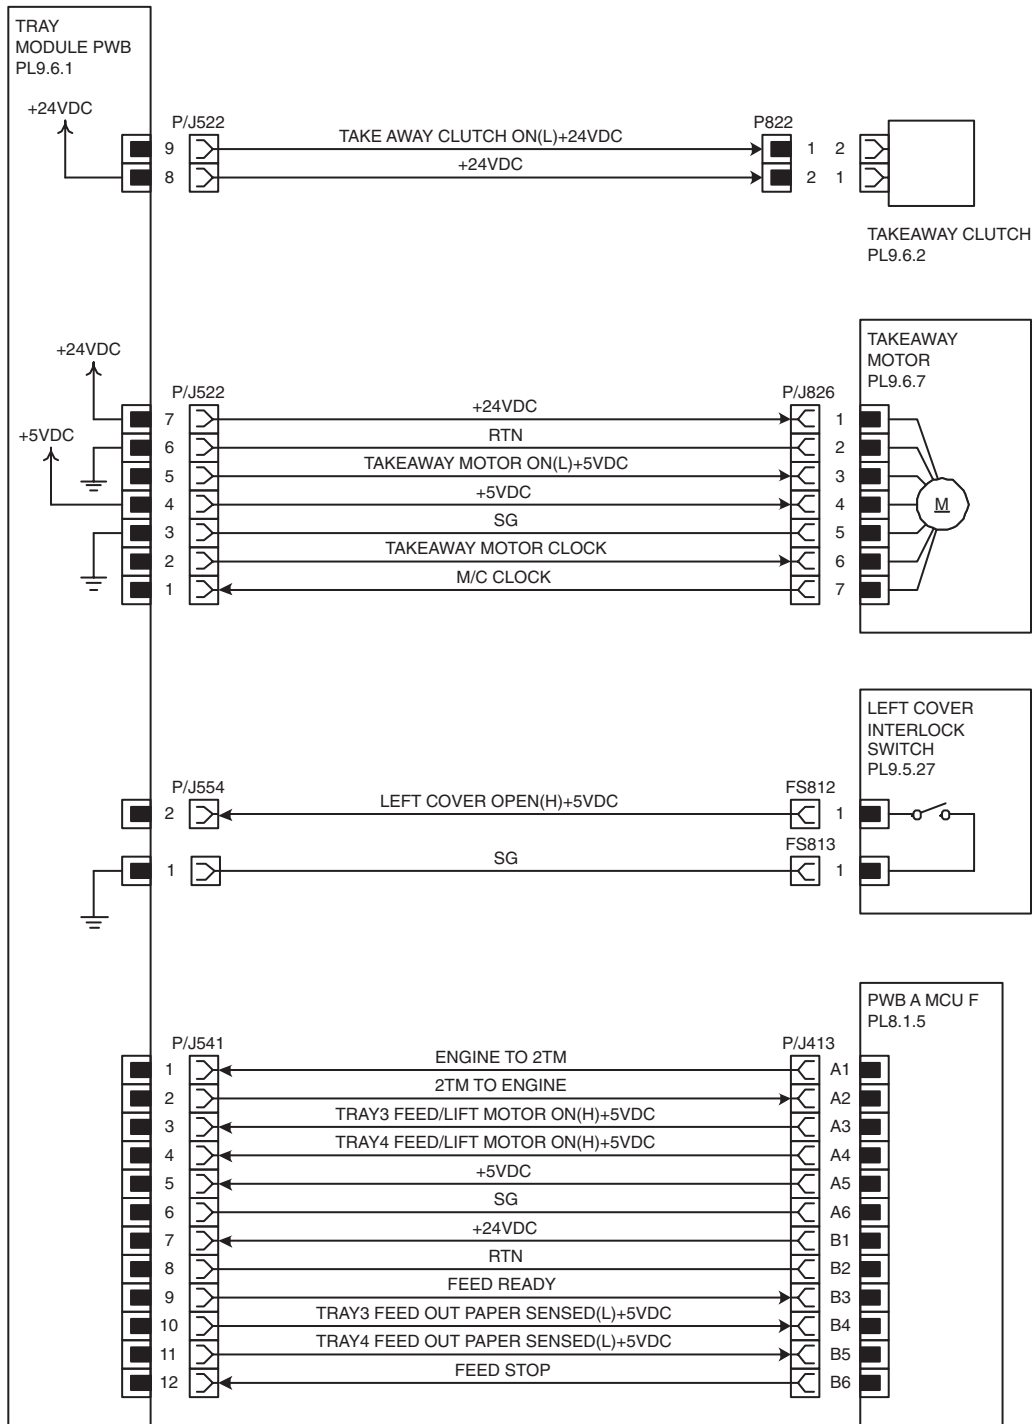 TRAY
MODULE PWB
PL9.6.1
+24VDC
P/J522
9
8
TAKE AWAY CLUTCH ON(L)+24VDC
+24VDC
P822
1 2
2 1
TAKEAWAY CLUTCH
PL9.6.2
+24VDC
+5VDC
P/J522
7
6
5
4
3
2
1
+24VDC
RTN
TAKEAWAY MOTOR ON(L)+5VDC
+5VDC
SG
TAKEAWAY MOTOR CLOCK
M/C CLOCK
P/J826
1
2
3
4
5
6
7
TAKEAWAY
MOTOR
PL9.6.7
M
P/J554
2
1
LEFT COVER OPEN(H)+5VDC
SG
FS812
1
FS813
1
LEFT COVER
INTERLOCK
SWITCH
PL9.5.27
P/J541
1
2
3
4
5
6
7
8
9
10
11
12
ENGINE TO 2TM
2TM TO ENGINE
TRAY3 FEED/LIFT MOTOR ON(H)+5VDC
TRAY4 FEED/LIFT MOTOR ON(H)+5VDC
+5VDC
SG
+24VDC
RTN
FEED READY
TRAY3 FEED OUT PAPER SENSED(L)+5VDC
TRAY4 FEED OUT PAPER SENSED(L)+5VDC
FEED STOP
P/J413
A1
A2
A3
A4
A5
A6
B1
B2
B3
B4
B5
B6
PWB A MCU F
PL8.1.5